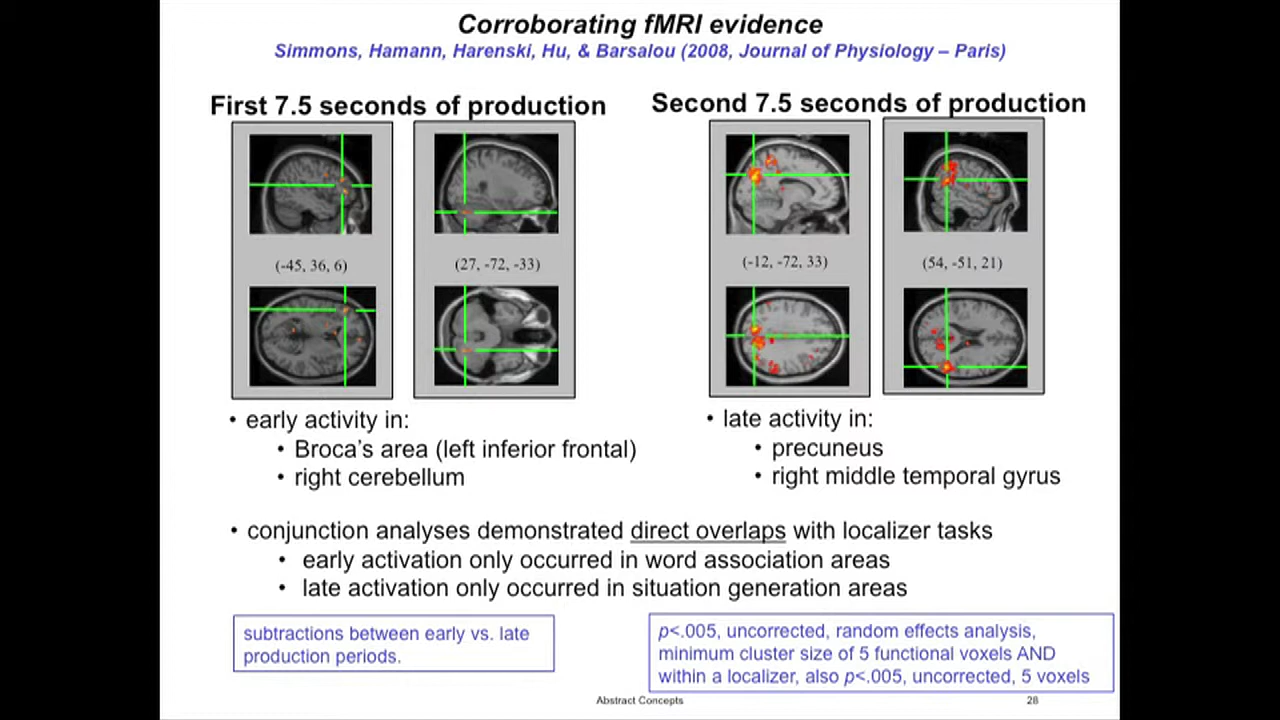 Corroborating fMRI evidence
Simmons, Hamann, Harenski, Hu, & Barsalou (2008, Journal of Physiology – Paris)
First 7.5 seconds of production
(-45, 36, 6)
(27, -72, -33)
• early activity in:
• Broca's area (left inferior frontal)
• right cerebellum
Second 7.5 seconds of production
(-12, -72, 33)
(54, -51, 21)
• late activity in:
• precuneus
• right middle temporal gyrus
• conjunction analyses demonstrated direct overlaps with localizer tasks
• early activation only occurred in word association areas
• late activation only occurred in situation generation areas
subtractions between early vs. late
production periods.
p<.005, uncorrected, random effects analysis,
minimum cluster size of 5 functional voxels AND
within a localizer, also p<.005, uncorrected, 5 voxels
Abstract Concepts
28